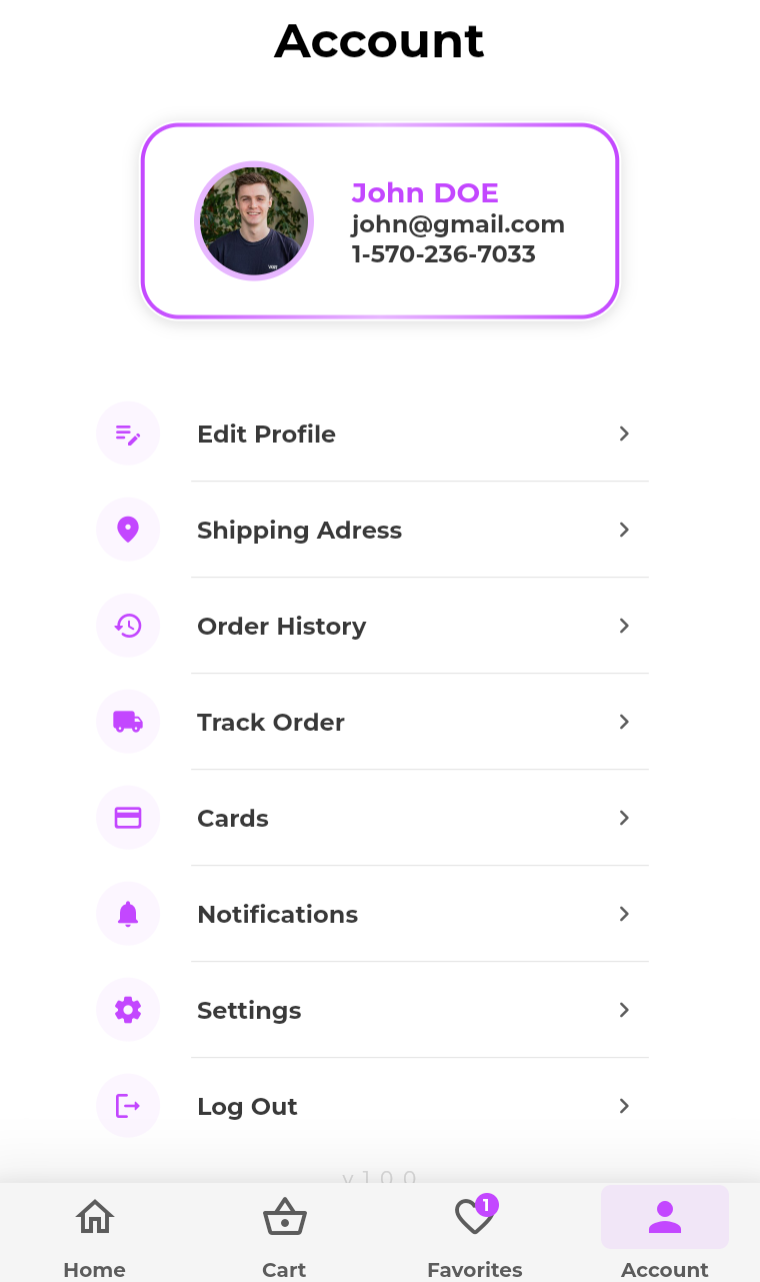 Account
John DOE
john@gmail.com
1-570-236-7033
Edit Profile
Shipping Adress
Order History
Track Order
Cards
Notifications
Settings
Log Out
v 1.0.0
1
Home
Cart
Favorites
Account